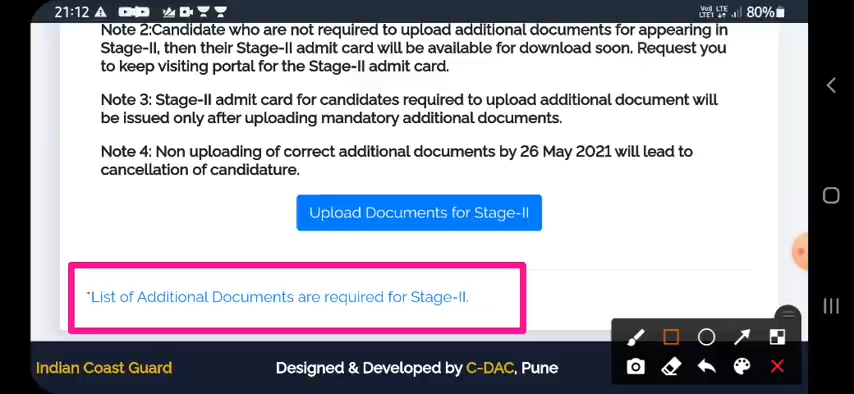 21:12
VoJ LTE
LTE1
80%
Note 2:Candidate who are not required to upload additional documents for appearing in
Stage-II, then their Stage-II admit card will be available for download soon. Request you
to keep visiting portal for the Stage-II admit card.
Note 3: Stage-II admit card for candidates required to upload additional document will
be issued only after uploading mandatory additional documents.
Note 4: Non uploading of correct additional documents by 26 May 2021 will lead to
cancellation of candidature.
Upload Documents for Stage-II
*List of Additional Documents are required for Stage-II.
Indian Coast Guard
Designed & Developed by C-DAC, Pune